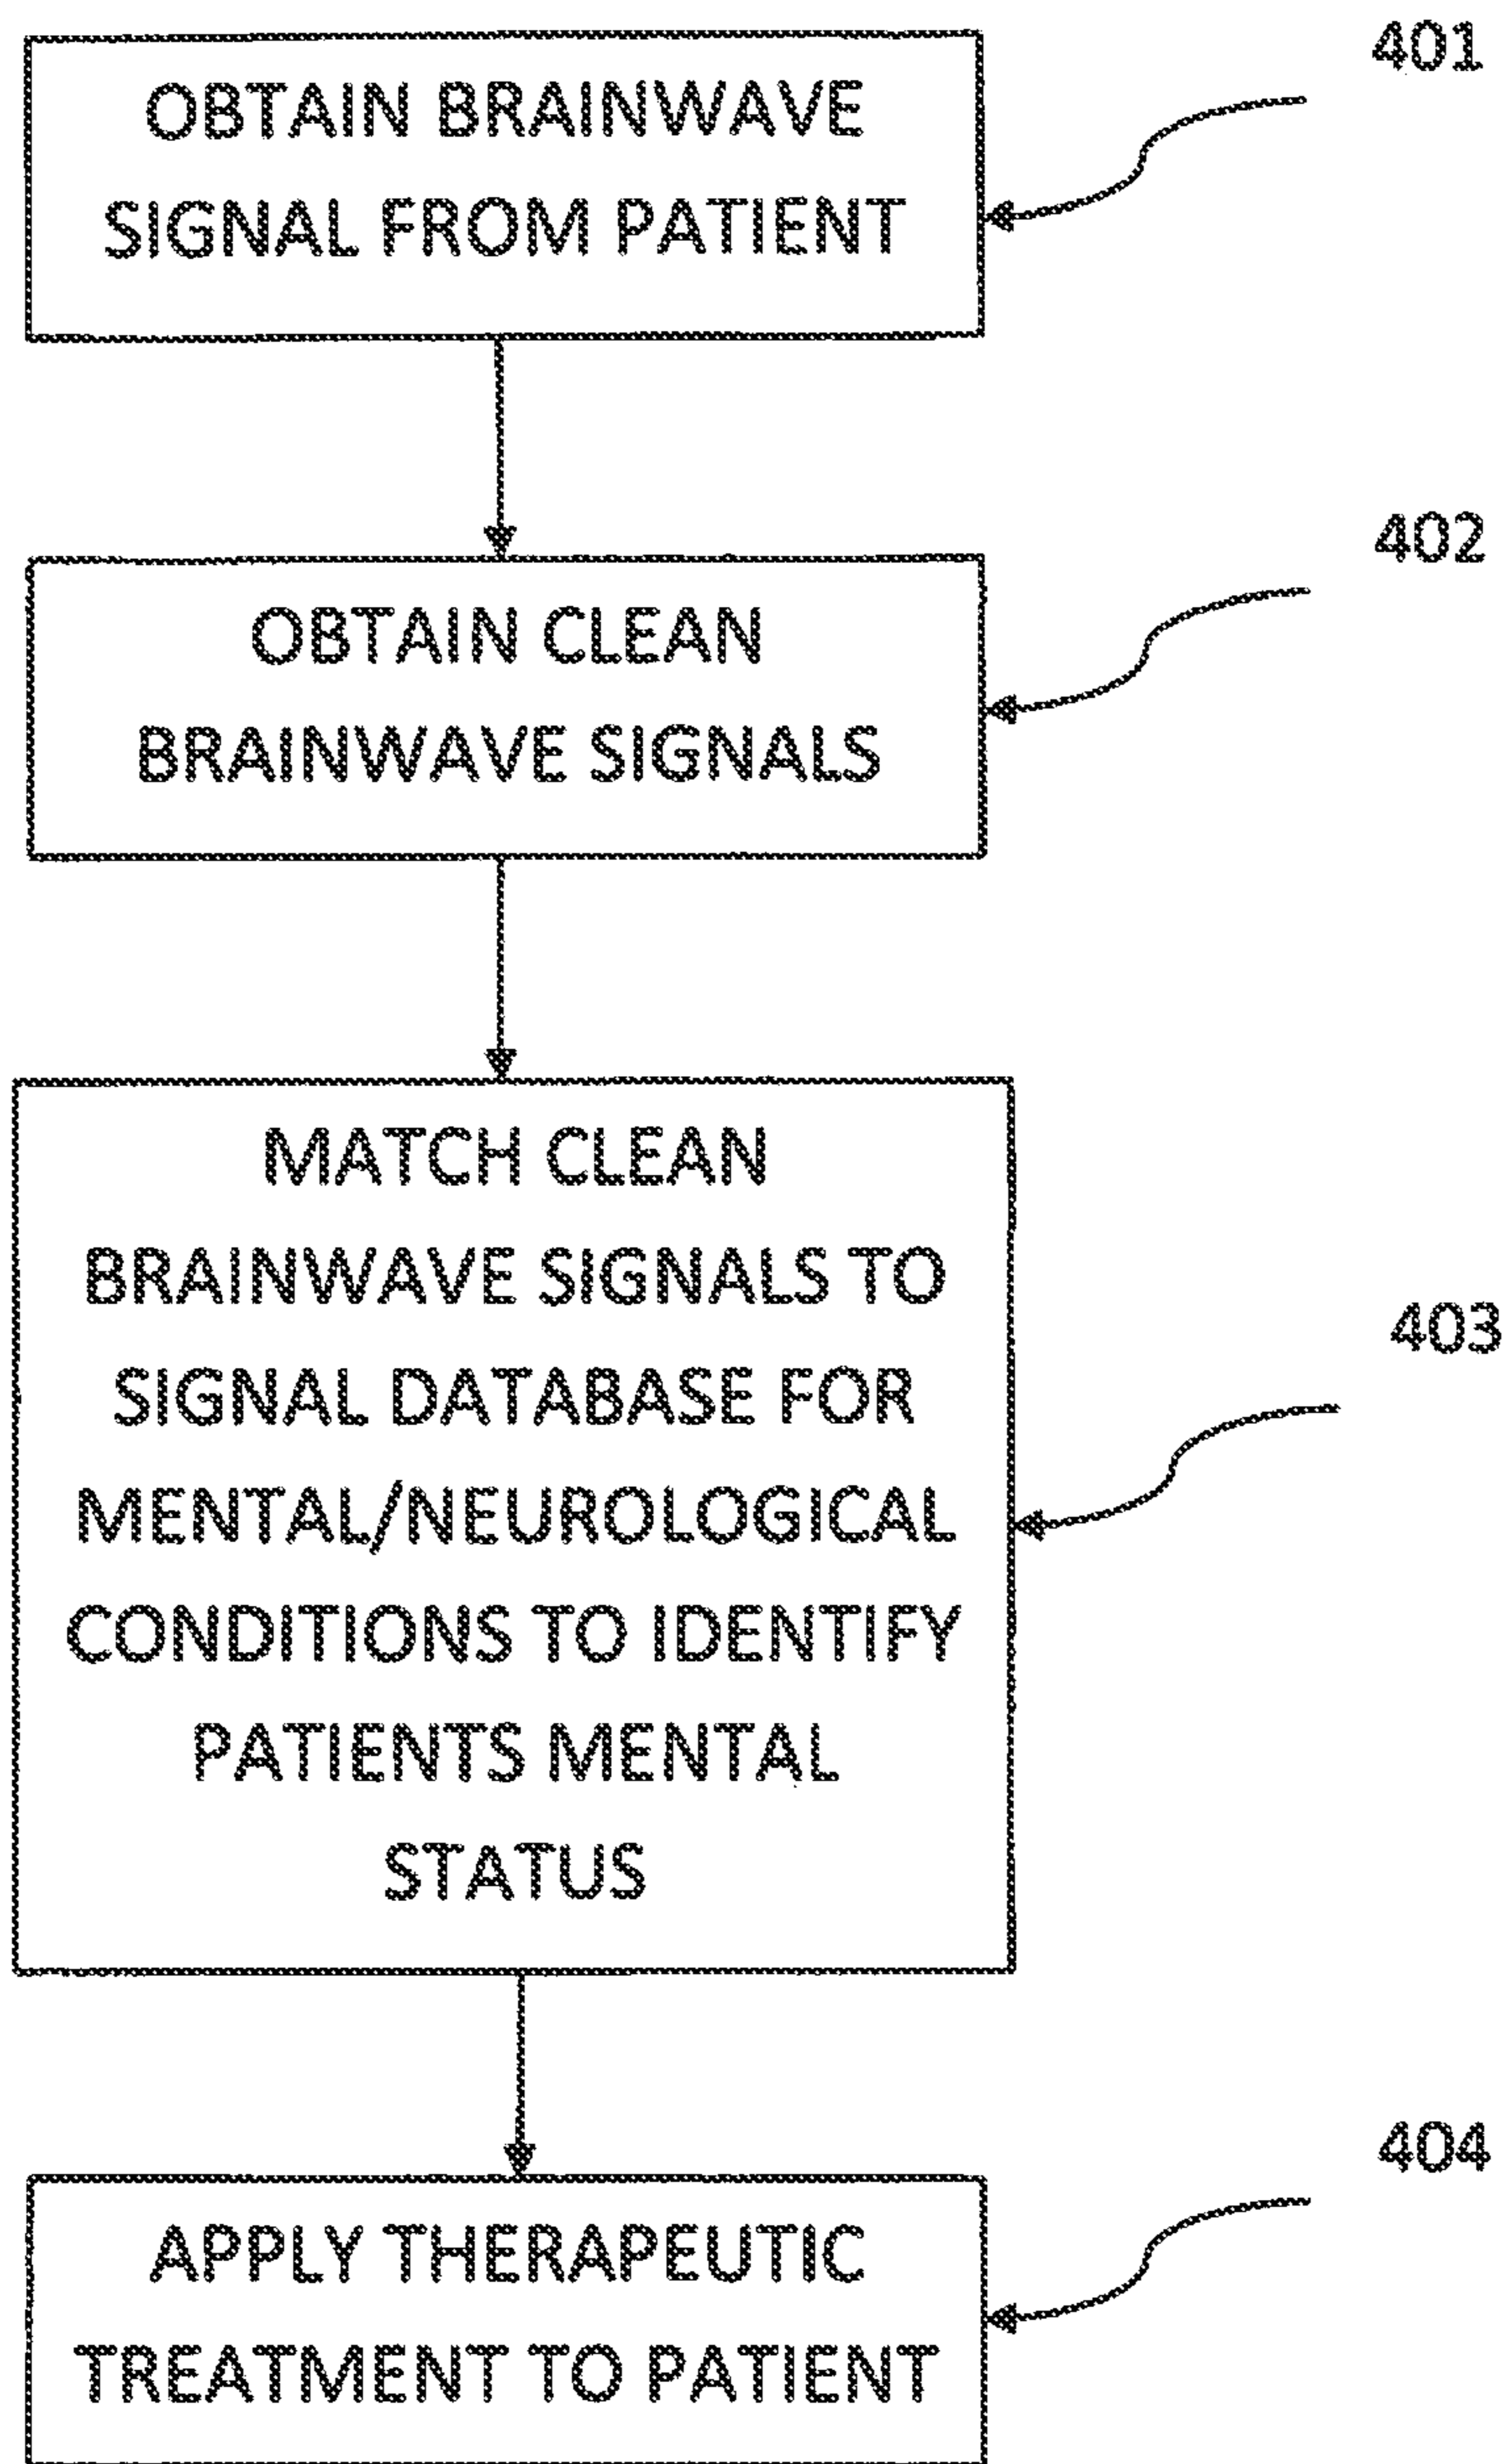 401
OBTAIN BRAINWAVE
SIGNAL FROM PATIENT
402
OBTAIN CLEAN
BRAINWAVE SIGNALS
MATCH CLEAN
BRAINWAVE SIGNALS TO
403
SIGNAL DATABASE FOR
MENTAL/NEUROLOGICAL
CONDITIONS TO IDENTIFY
PATIENTS MENTAL
STATUS
404
APPLY THERAPEUTIC
TREATMENT TO PATIENT